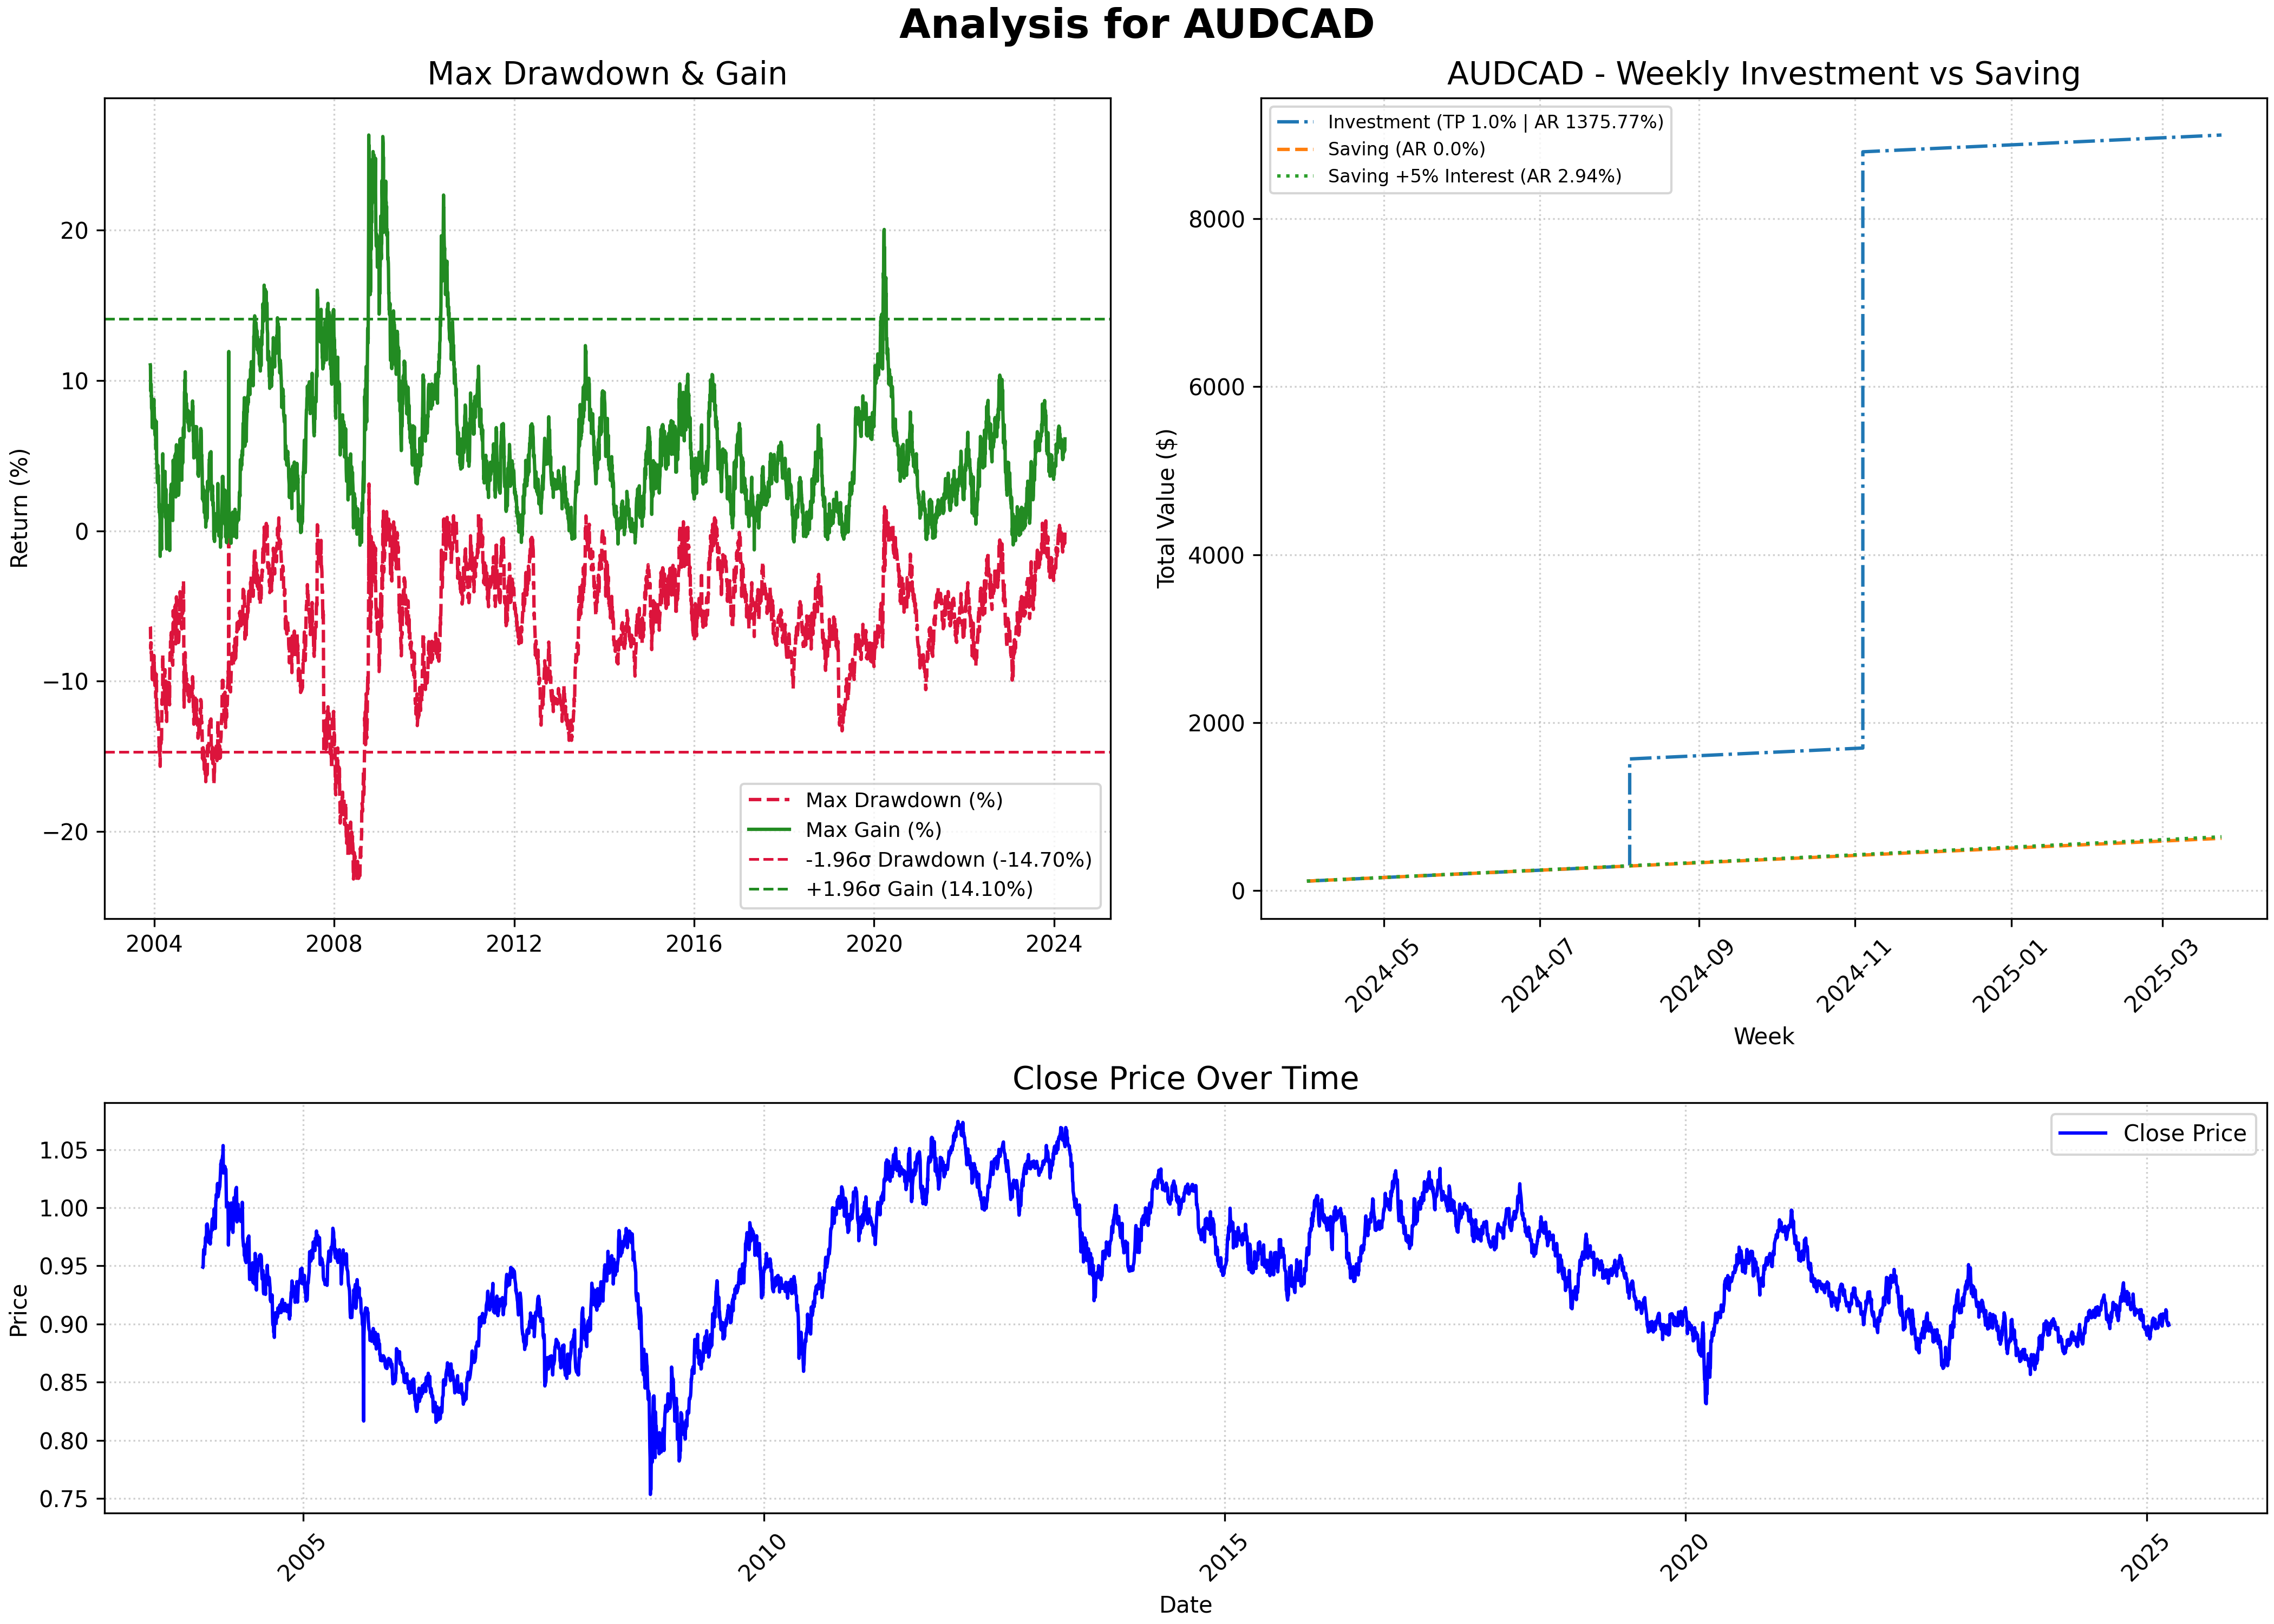 Analysis for AUDCAD
Max Drawdown & Gain
Return (%)
20
10
0
−10
−20
2004
2008
2012
2016
2020
2024
Max Drawdown (%)
Max Gain (%)
-1.96σ Drawdown (-14.70%)
+1.96σ Gain (14.10%)
AUDCAD - Weekly Investment vs Saving
Investment (TP 1.0% | AR 1375.77%)
Saving (AR 0.0%)
Saving +5% Interest (AR 2.94%)
Total Value ($)
8000
6000
4000
2000
0
2024-05
2024-07
2024-09
2024-11
2025-01
2025-03
Week
Close Price Over Time
Close Price
Price
1.05
1.00
0.95
0.90
0.85
0.80
0.75
2005
2010
2015
2020
2025
Date